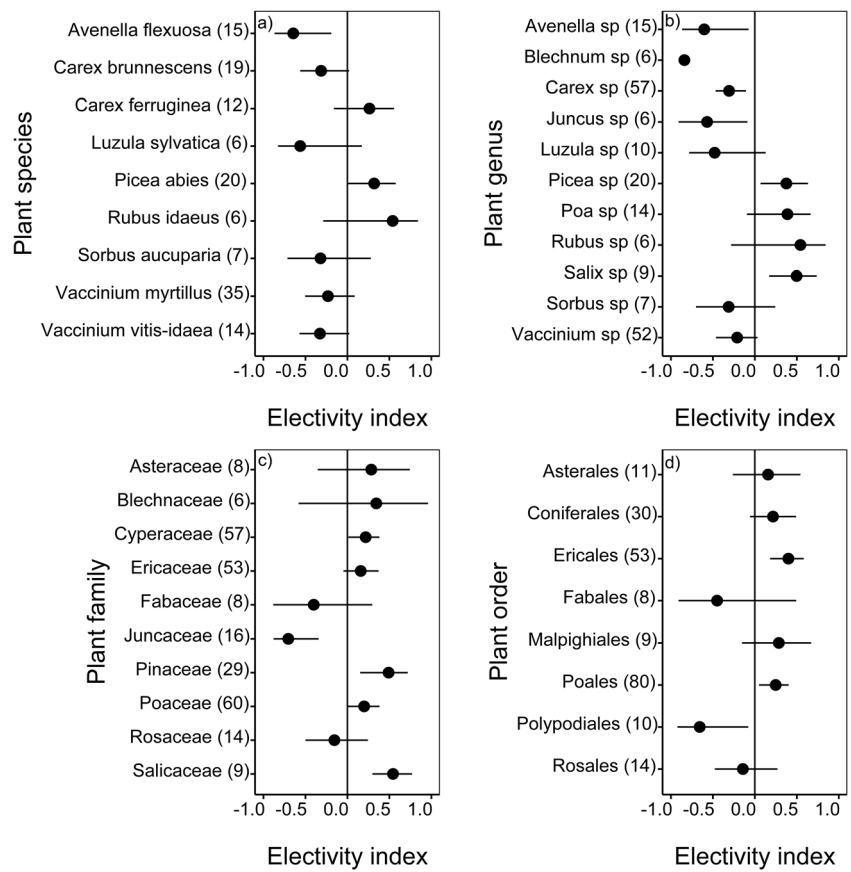 a)
Plant species
Avenella flexuosa (15)
Carex brunnescens (19)
Carex ferruginea (12)
Luzula sylvatica (6)
Picea abies (20)
Rubus idaeus (6)
Sorbus aucuparia (7)
Vaccinium myrtillus (35)
Vaccinium vitis-idaea (14)
-1.0 -0.5 0.0 0.5 1.0
Electivity index
b)
Plant genus
Avenella sp (15)
Blechnum sp (6)
Carex sp (57)
Juncus sp (6)
Luzula sp (10)
Picea sp (20)
Poa sp (14)
Rubus sp (6)
Salix sp (9)
Sorbus sp (7)
Vaccinium sp (52)
-1.0 -0.5 0.0 0.5 1.0
Electivity index
c)
Plant family
Asteraceae (8)
Blechnaceae (6)
Cyperaceae (57)
Ericaceae (53)
Fabaceae (8)
Juncaceae (16)
Pinaceae (29)
Poaceae (60)
Rosaceae (14)
Salicaceae (9)
-1.0 -0.5 0.0 0.5 1.0
Electivity index
d)
Plant order
Asterales (11)
Coniferales (30)
Ericales (53)
Fabales (8)
Malpighiales (9)
Poales (80)
Polypodiales (10)
Rosales (14)
-1.0 -0.5 0.0 0.5 1.0
Electivity index